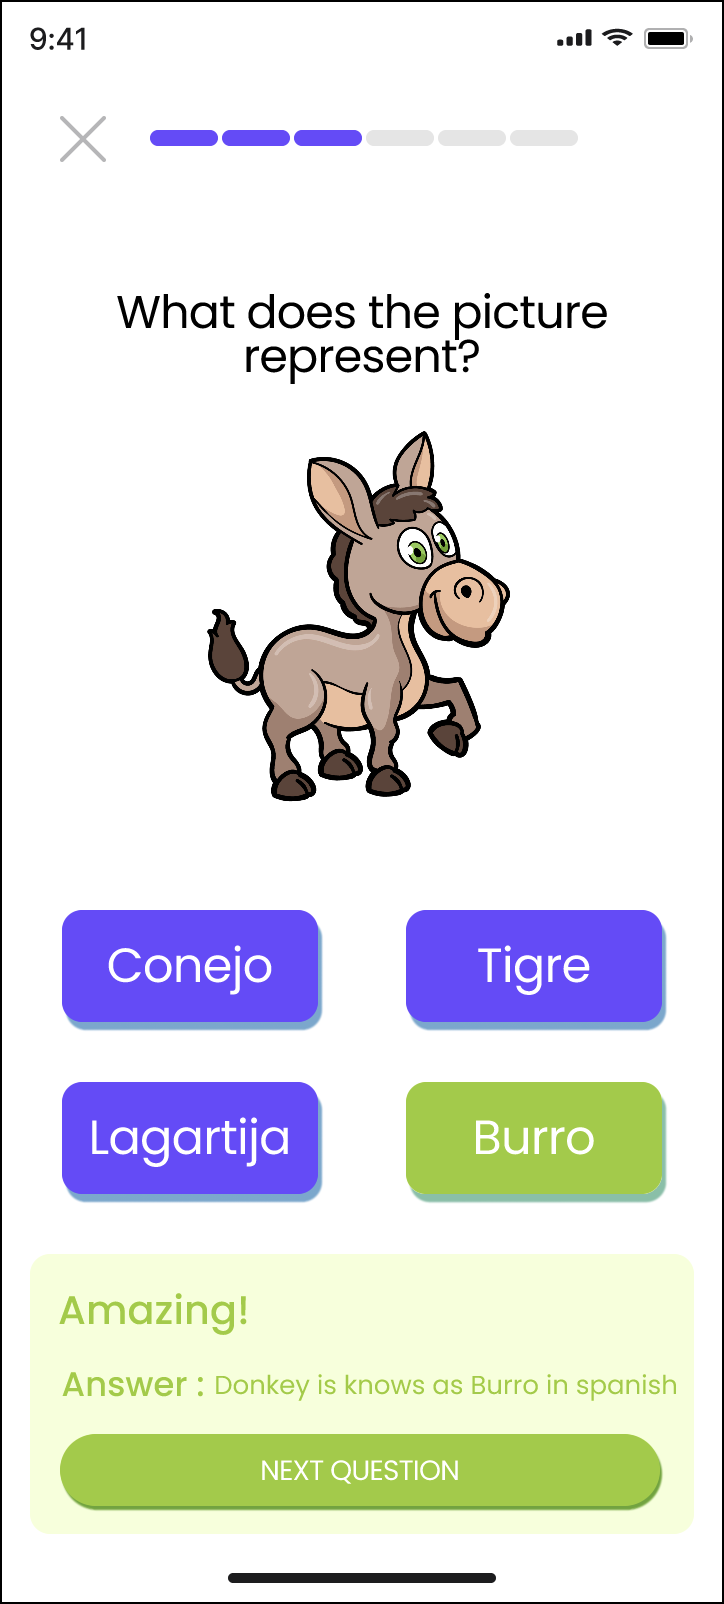 9:41
What does the picture
represent?
Conejo
Tigre
Lagartija
Burro
Amazing!
Answer : Donkey is knows as Burro in spanish
NEXT QUESTION